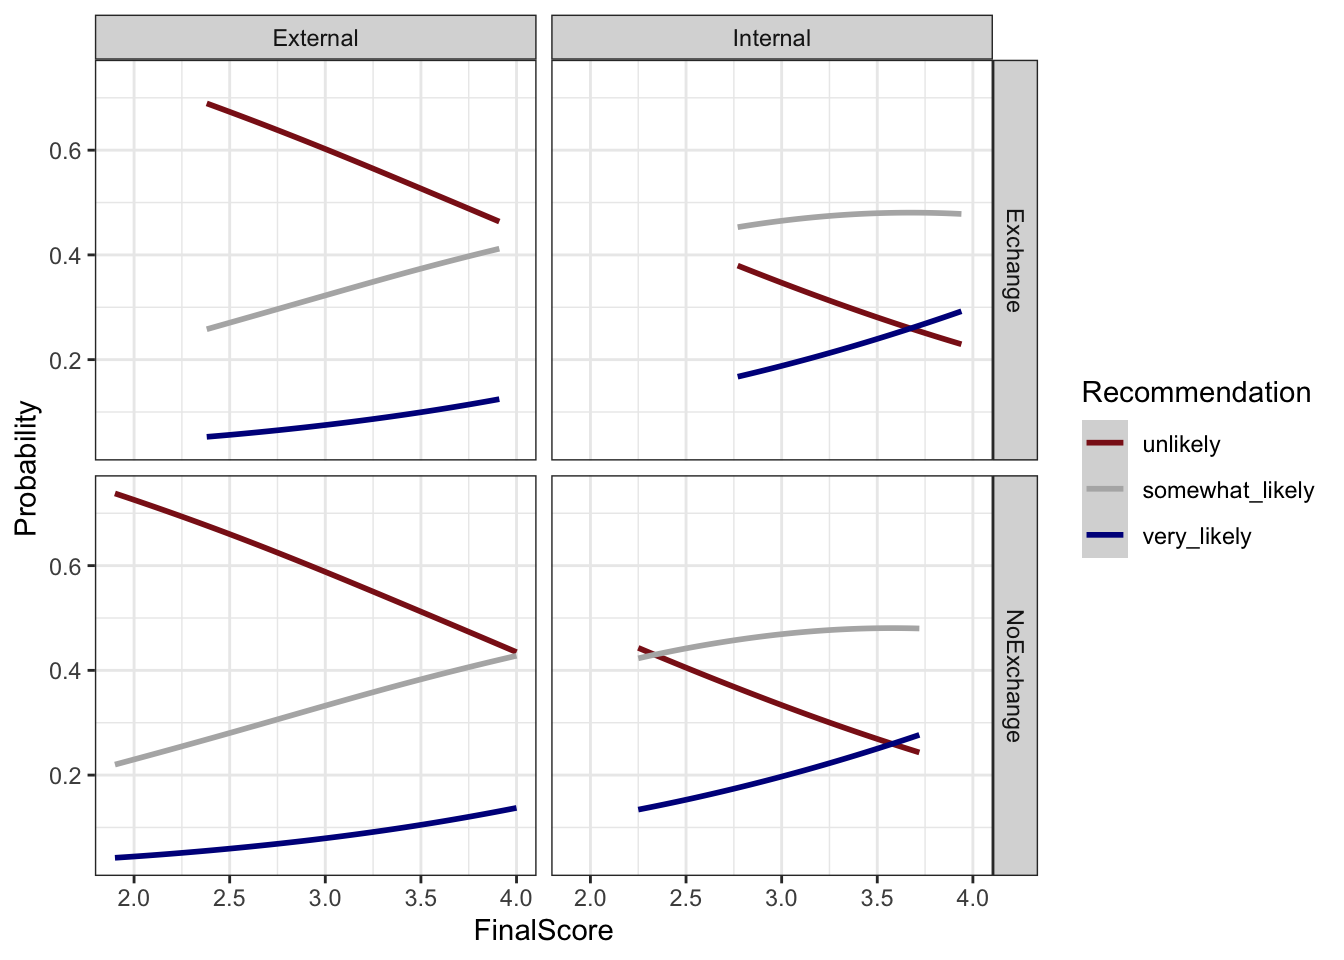 External
Internal
0.6
0.4
0.2
Exchange
Probability
0.6
0.4
0.2
NoExchange
2.0 2.5 3.0 3.5 4.0
2.0 2.5 3.0 3.5 4.0
FinalScore
Recommendation
unlikely
somewhat_likely
very_likely